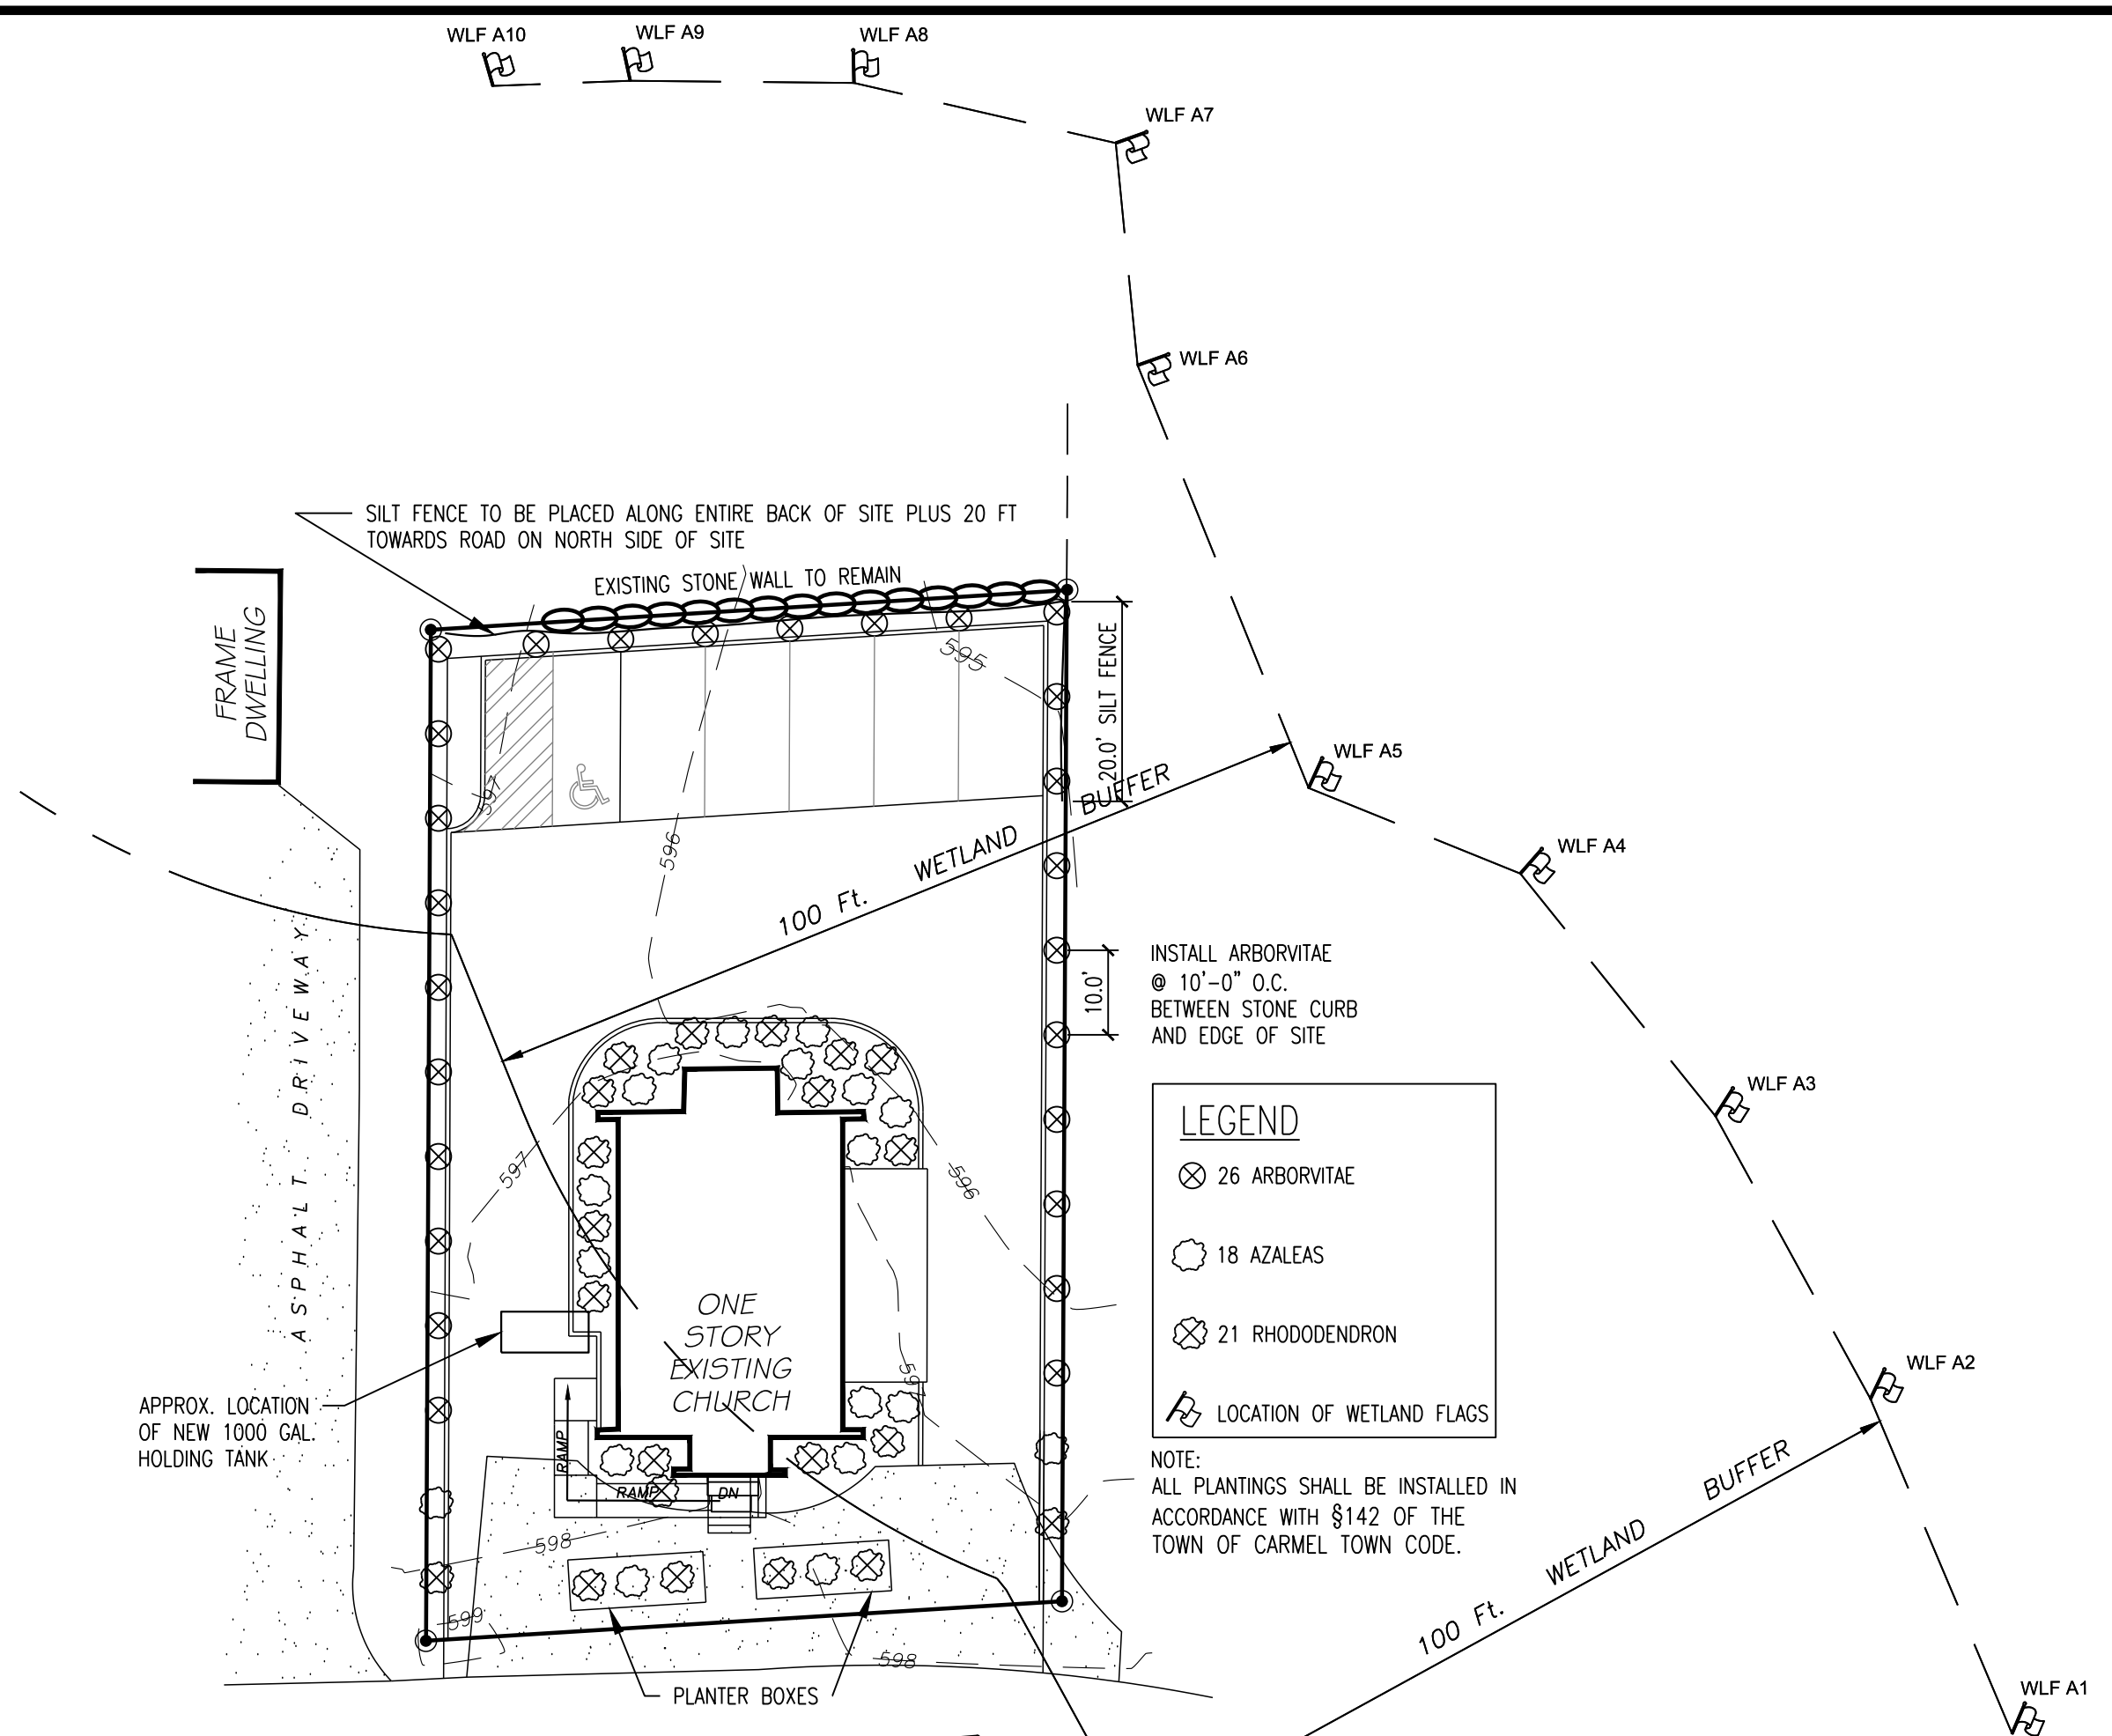 WLF A10
WLF A9
WLF A8
WLF A7
WLF A6
SILT FENCE TO BE PLACED ALONG ENTIRE BACK OF SITE PLUS 20 FT
TOWARDS ROAD ON NORTH SIDE OF SITE
EXISTING STONE WALL TO REMAIN
FRAME
DWELLING
595
20.0' SILT FENCE
597
596
WLF A5
100 Ft. WETLAND BUFFER
WLF A4
ASPHALT DRIVEWAY
10.0'
INSTALL ARBORVITAE
@ 10'-0" O.C.
BETWEEN STONE CURB
AND EDGE OF SITE
WLF A3
LEGEND
26 ARBORVITAE
18 AZALEAS
21 RHODODENDRON
LOCATION OF WETLAND FLAGS
597
596
ONE
STORY
EXISTING
CHURCH
597
WLF A2
APPROX. LOCATION
OF NEW 1000 GAL.
HOLDING TANK
RAMP
RAMP
DN
NOTE:
ALL PLANTINGS SHALL BE INSTALLED IN
ACCORDANCE WITH §142 OF THE
TOWN OF CARMEL TOWN CODE.
598
599
598
100 Ft. WETLAND BUFFER
PLANTER BOXES
WLF A1